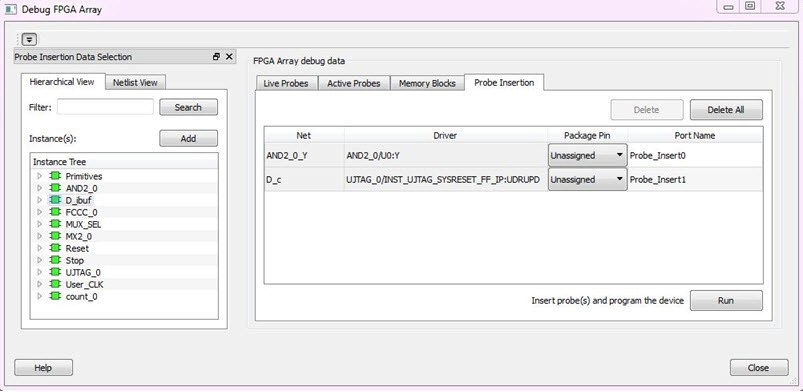 Debug FPGA Array
Probe Insertion Data Selection
Hierarchical View Netlist View
Filter: Search
Instance(s): Add
Instance Tree
Primitives
AND2_0
D_ibuf
FCCC_0
MUX_SEL
MX2_0
Reset
Stop
UJTAG_0
User_CLK
count_0
FPGA Array debug data
Live Probes Active Probes Memory Blocks Probe Insertion
Delete Delete All
Net Driver Package Pin Port Name
AND2_0_Y AND2_0/U0:Y Unassigned Probe_Insert0
D_c UJTAG_0/INST_UJTAG_SYSRESET_FF_IP:UDRUPD Unassigned Probe_Insert1
Insert probe(s) and program the device Run
Help Close